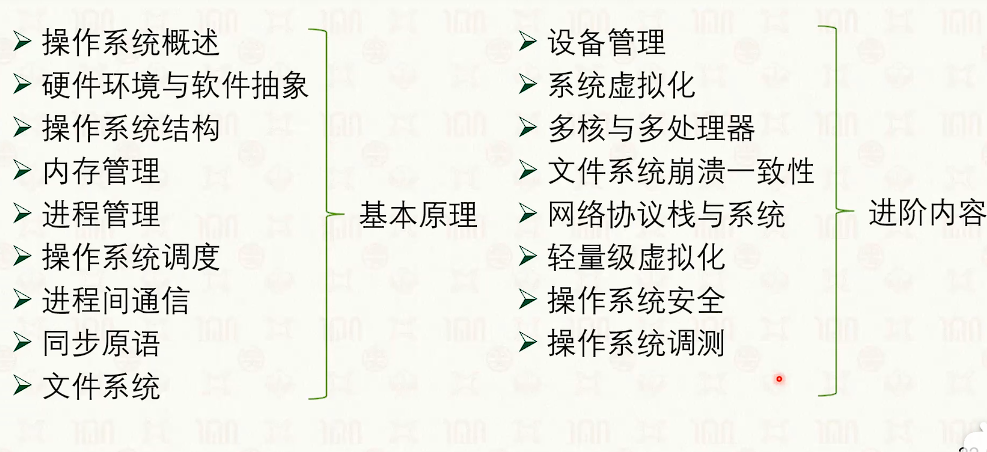 操作系统概述
硬件环境与软件抽象
操作系统结构
内存管理
进程管理
操作系统调度
进程间通信
同步原语
文件系统
基本原理
设备管理
系统虚拟化
多核与多处理器
文件系统崩溃一致性
网络协议栈与系统
轻量级虚拟化
操作系统安全
操作系统调测
进阶内容